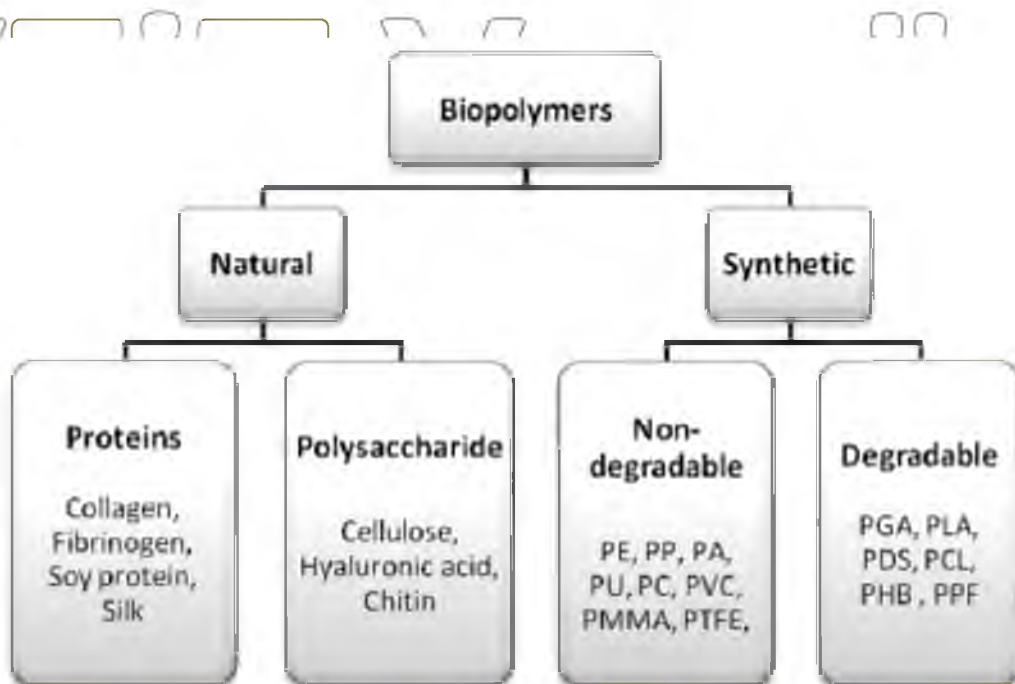 Biopolymers
Natural
Synthetic
Proteins
Collagen,
Fibrinogen,
Soy protein,
Silk
Polysaccharide
Cellulose,
Hyaluronic acid,
Chitin
Non-
degradable
PE, PP, PA,
PU, PC, PVC,
PMMA, PTFE,
Degradable
PGA, PLA,
PDS, PCL,
PHB , PPF